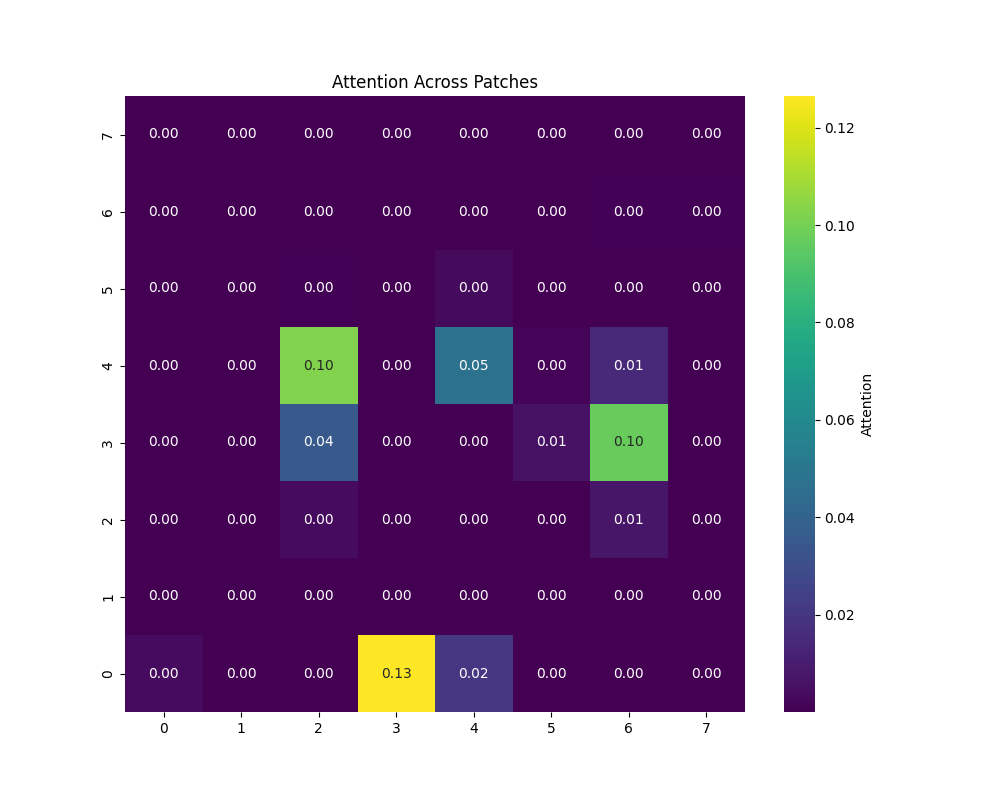 Attention Across Patches
7 0.00 0.00 0.00 0.00 0.00 0.00 0.00 0.00
6 0.00 0.00 0.00 0.00 0.00 0.00 0.00 0.00
5 0.00 0.00 0.00 0.00 0.00 0.00 0.00 0.00
4 0.00 0.00 0.10 0.00 0.05 0.00 0.01 0.00
3 0.00 0.00 0.04 0.00 0.00 0.01 0.10 0.00
2 0.00 0.00 0.00 0.00 0.00 0.00 0.01 0.00
1 0.00 0.00 0.00 0.00 0.00 0.00 0.00 0.00
0 0.00 0.00 0.00 0.13 0.02 0.00 0.00 0.00
0 1 2 3 4 5 6 7
0.12
0.10
0.08
0.06
0.04
0.02
Attention